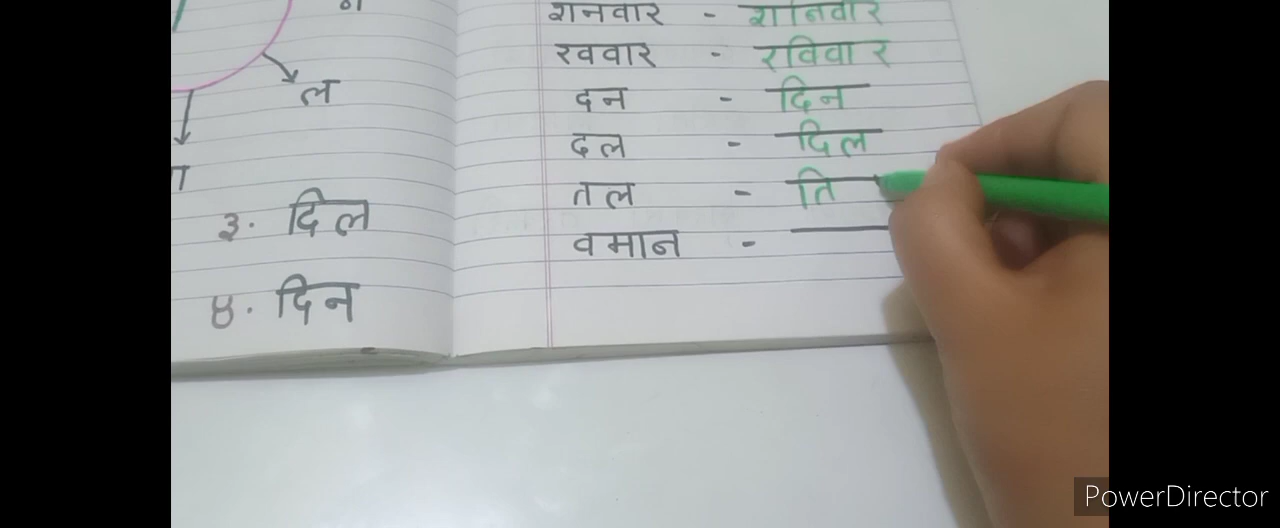 ल
३. दिल
४. दिन
शनवार - शनिवार
रववार - रविवार
दन - दिन
दल - दिल
तल - ति
वमान -
PowerDirector